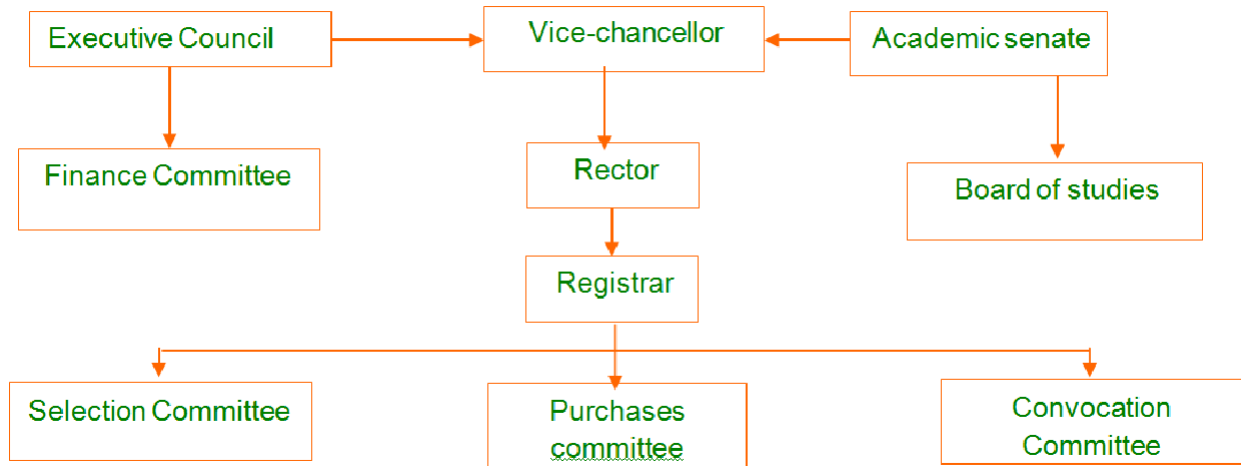 Executive Council
Vice-chancellor
Academic senate
Finance Committee
Rector
Board of studies
Registrar
Selection Committee
Purchases
committee
Convocation
Committee